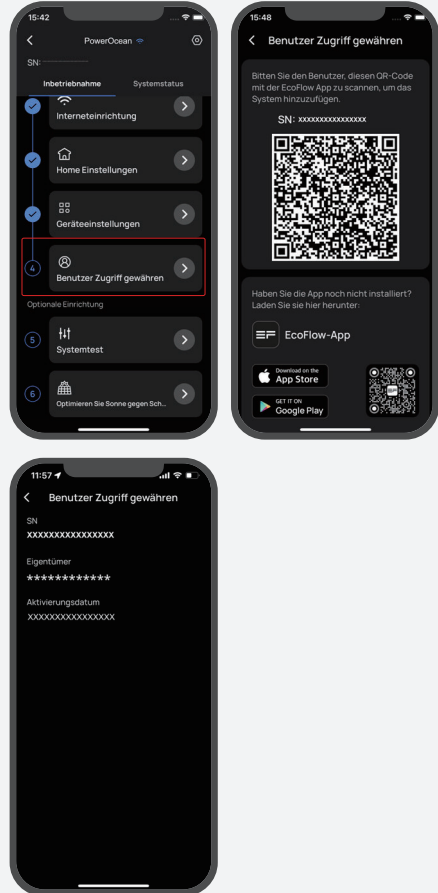 15:42
PowerOcean
SN:
Inbetriebnahme
Systemstatus
Interneteinrichtung
Home Einstellungen
Geräteeinstellungen
4
Benutzer Zugriff gewähren
Optionale Einrichtung
5
Systemtest
6
Optimieren Sie Sonne gegen Sch...
15:48
Benutzer Zugriff gewähren
Bitten Sie den Benutzer, diesen QR-Code
mit der EcoFlow App zu scannen, um das
System hinzuzufügen.
SN: xxxxxxxxxxxxxxxx
Haben Sie die App noch nicht installiert?
Laden Sie sie hier herunter:
EcoFlow-App
Download on the
App Store
GET IT ON
Google Play
11:57
Benutzer Zugriff gewähren
SN
XXXXXXXXXXXXXXXX
Eigentümer
************
Aktivierungsdatum
XXXXXXXXXXXXXXXX